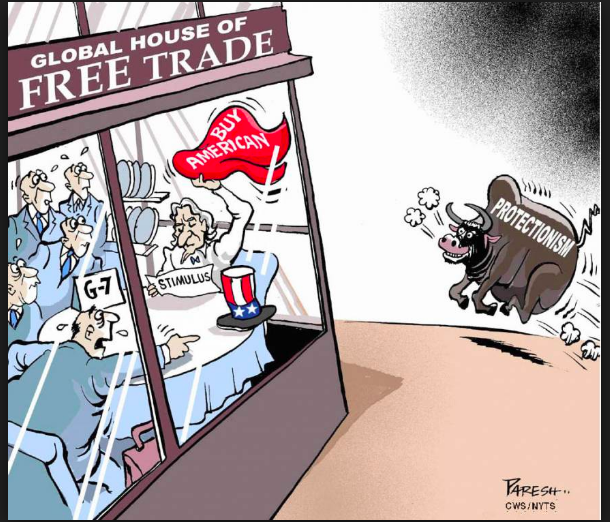 GLOBAL HOUSE OF
FREE TRADE
BUY
AMERICAN
STIMULUS
G-7
PROTECTIONISM
PARESH..
CWS/NYTS